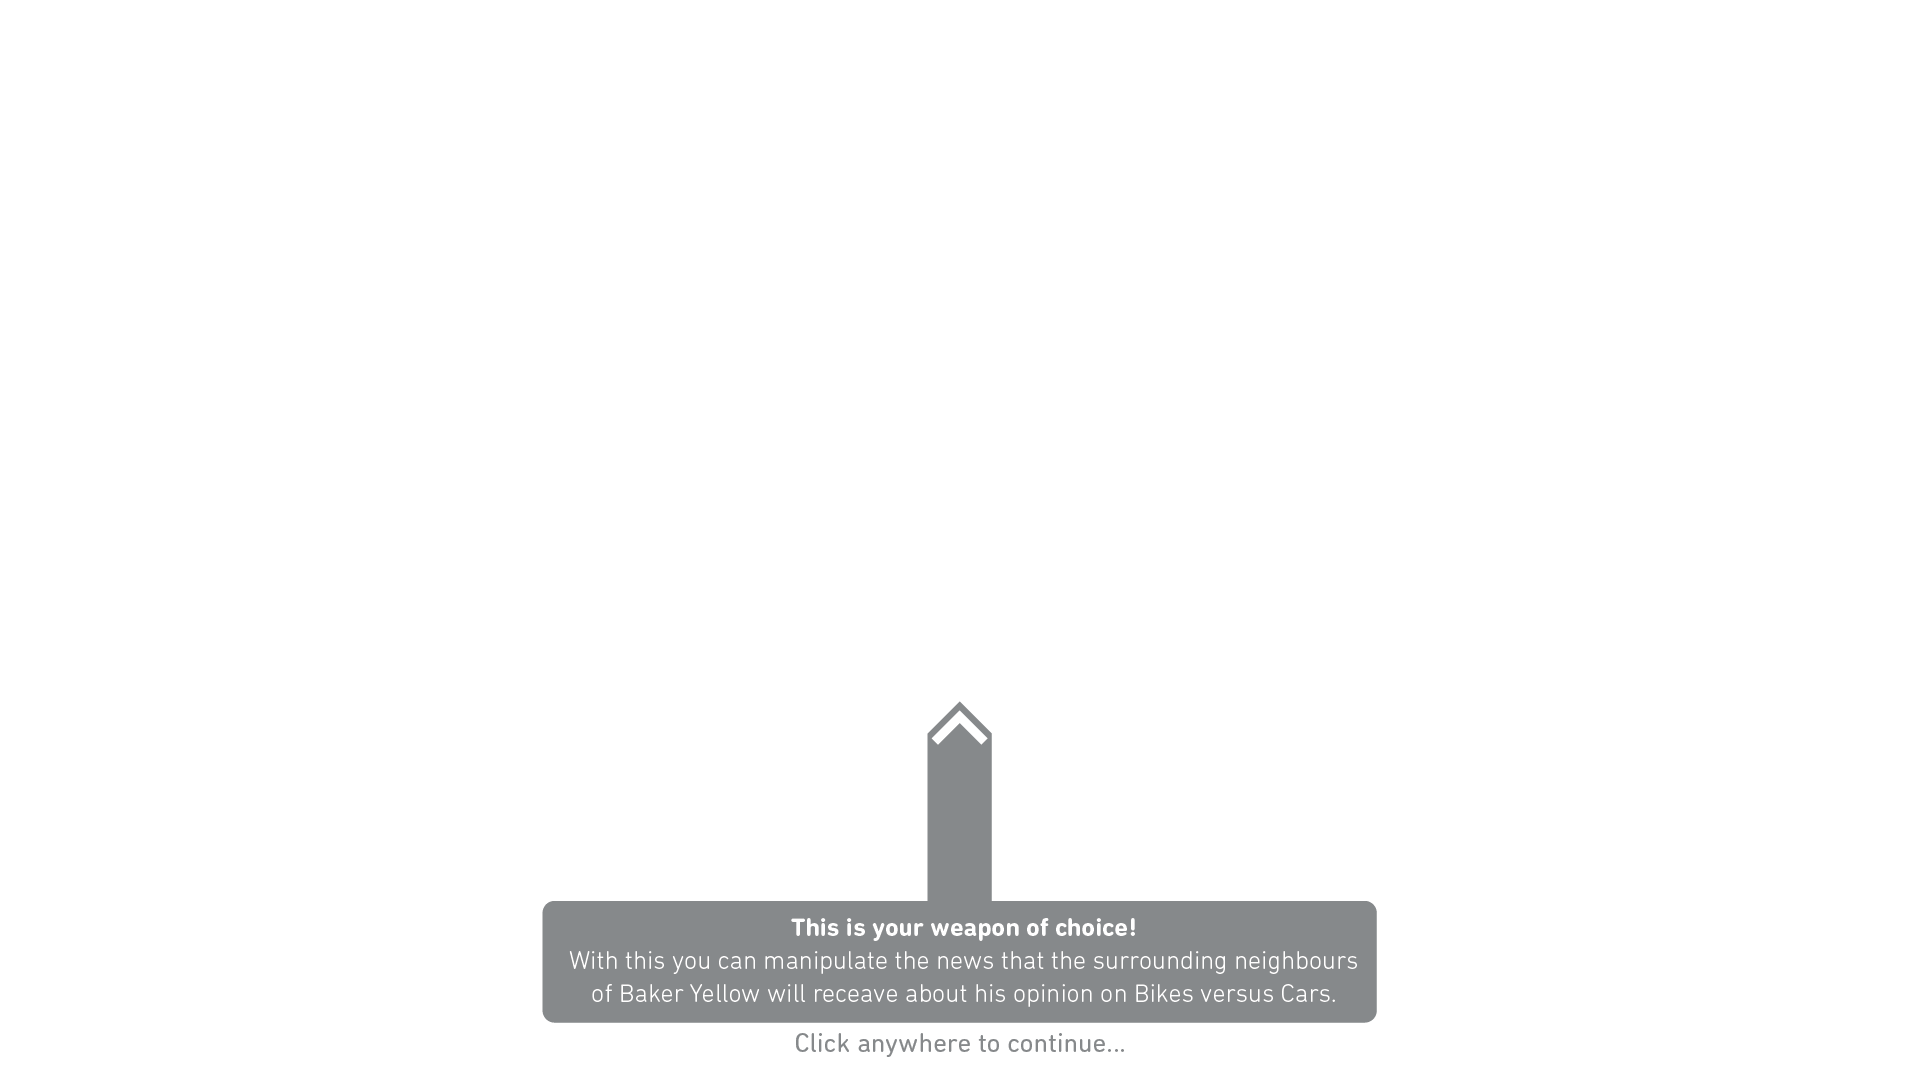 This is your weapon of choice!
With this you can manipulate the news that the surrounding neighbours
of Baker Yellow will receave about his opinion on Bikes versus Cars.
Click anywhere to continue...